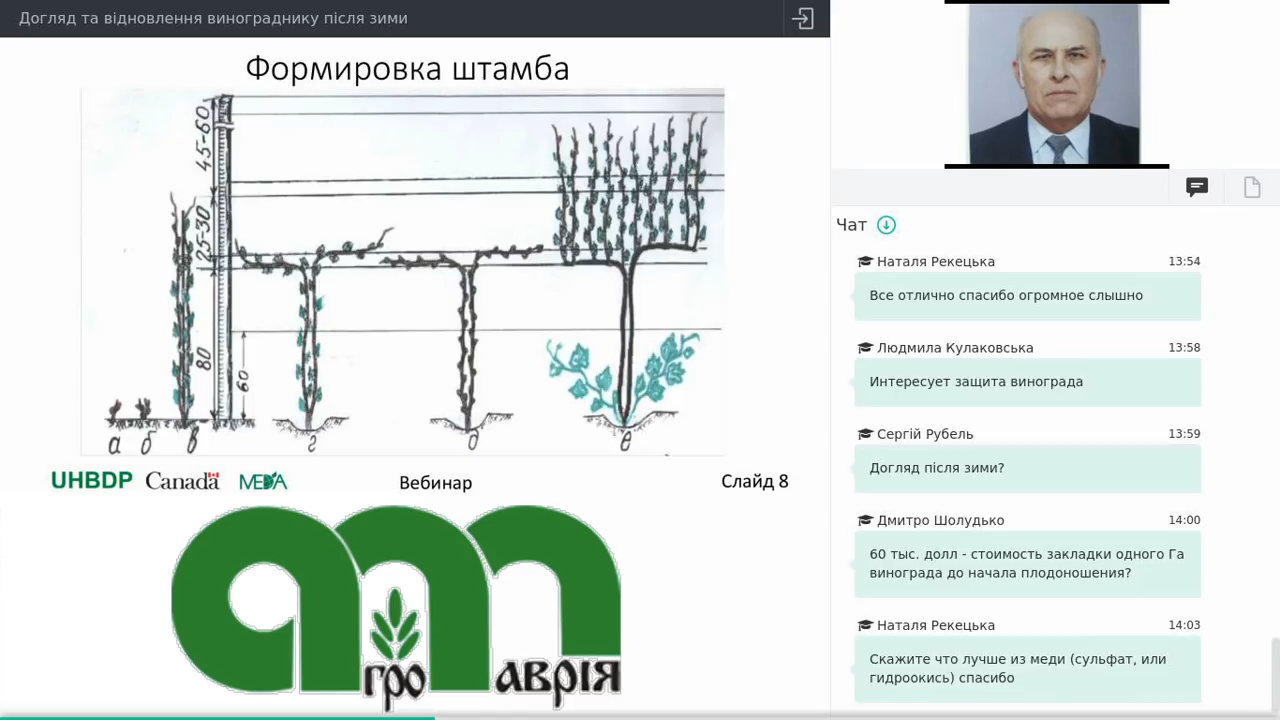 Догляд та відновлення винограднику після зими
Формировка штамба
45-60
25-30
80
60
а б в г д е
UHBDP Canada MEDA
Вебинар
Слайд 8
гро аврія
Чат
Наталя Рекецька 13:54
Все отлично спасибо огромное слышно
Людмила Кулаковська 13:58
Интересует защита винограда
Сергій Рубель 13:59
Догляд після зими?
Дмитро Шолудько 14:00
60 тыс. долл - стоимость закладки одного Га
винограда до начала плодоношения?
Наталя Рекецька 14:03
Скажите что лучше из меди (сульфат, или
гидроокись) спасибо